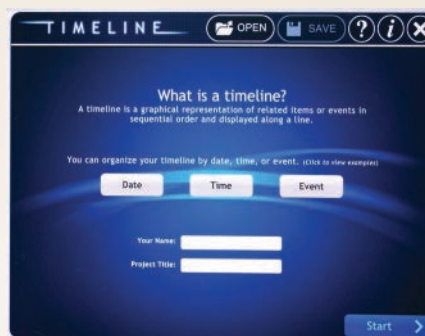 TIMELINE OPEN SAVE ? i X
What is a timeline?
A timeline is a graphical representation of related items or events in
sequential order and displayed along a line.
You can organize your timeline by date, time, or event. (Click to view examples)
Date Time Event
Your Name:
Project Title:
Start >